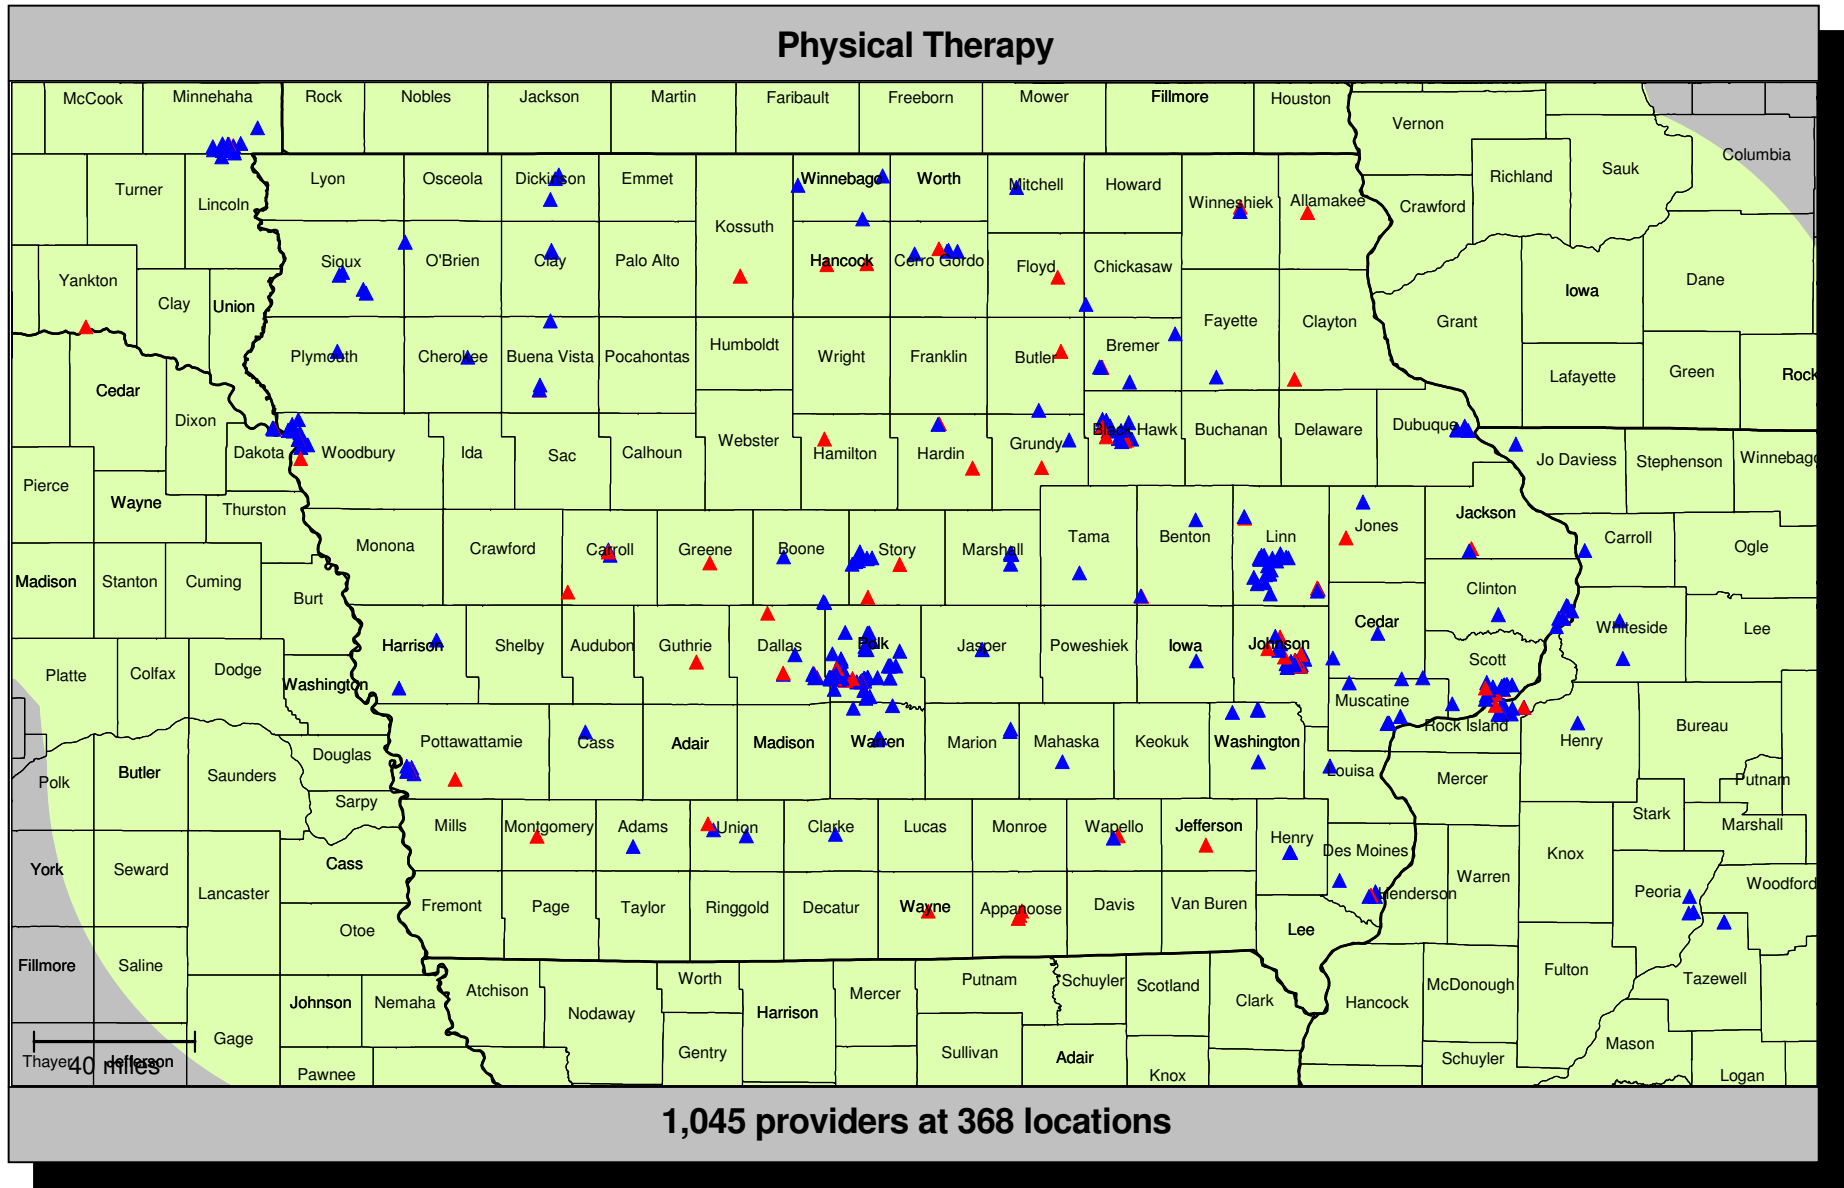 Physical Therapy
McCook Minnehaha Rock Nobles Jackson Martin Faribault Freeborn Mower Fillmore Houston
Vernon
Columbia
Richland Sauk
Turner Lyon Osceola Dickinson Emmet Winnebago Worth Mitchell Howard
Lincoln Winneshiek Allamakee Crawford
Kossuth
Sioux O'Brien Clay Palo Alto Hancock Cerro Gordo Floyd Chickasaw
Yankton Clay Union Iowa Dane
Fayette Clayton Grant
Plymouth Cherokee Buena Vista Pocahontas Humboldt Wright Franklin Butler Bremer
Cedar Lafayette Green Rock
Dixon
Dakota Woodbury Ida Sac Calhoun Webster Hamilton Hardin Grundy Black Hawk Buchanan Delaware Dubuque
Jo Daviess Stephenson Winnebago
Pierce
Wayne Thurston
Jackson
Monona Crawford Carroll Greene Boone Story Marshall Tama Benton Linn Jones
Carroll Ogle
Madison Stanton Cuming
Burt Clinton
Cedar Whiteside Lee
Harrison Shelby Audubon Guthrie Dallas Polk Jasper Poweshiek Iowa Johnson
Scott
Platte Colfax Dodge
Washington
Muscatine
Rock Island Henry Bureau
Pottawattamie Cass Adair Madison Warren Marion Mahaska Keokuk Washington
Douglas
Louisa
Polk Butler Saunders
Mercer Putnam
Sarpy
Stark Marshall
Mills Montgomery Adams Union Clarke Lucas Monroe Wapello Jefferson Henry
Des Moines Knox
York Seward Cass
Lancaster
Warren Woodford
Henderson Peoria
Fremont Page Taylor Ringgold Decatur Wayne Appanoose Davis Van Buren
Lee
Otoe
Fillmore Saline
Fulton
Tazewell
Worth Putnam Schuyler Scotland
Atchison Mercer McDonough
Johnson Nemaha Clark Hancock
Nodaway Harrison
Gage
Mason
Gentry Sullivan Adair Schuyler
Thayer Jefferson
40 miles
Pawnee Knox Logan
1,045 providers at 368 locations